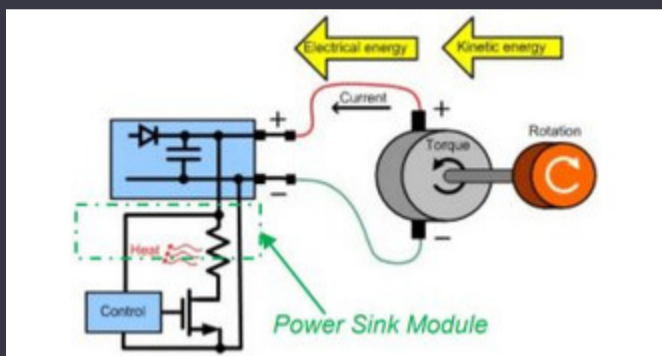 Electrical energy
Kinetic energy
Current
+
+
Rotation
Torque
−
−
Heat
Control
Power Sink Module